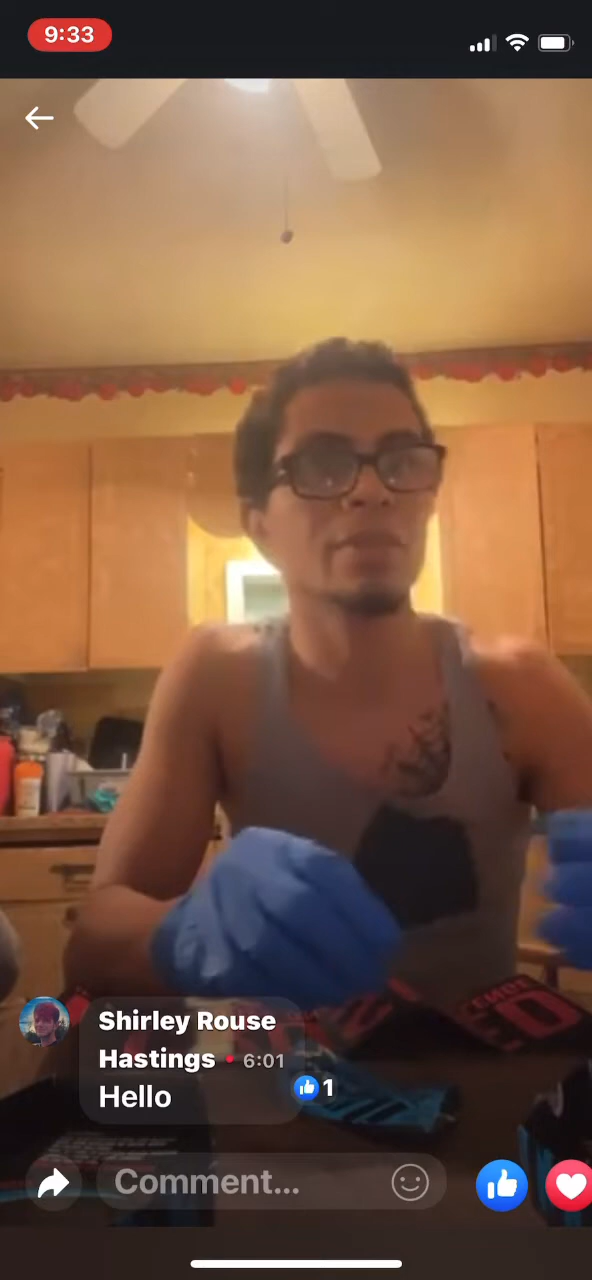 9:33
Shirley Rouse
Hastings • 6:01
Hello
1
Comment...